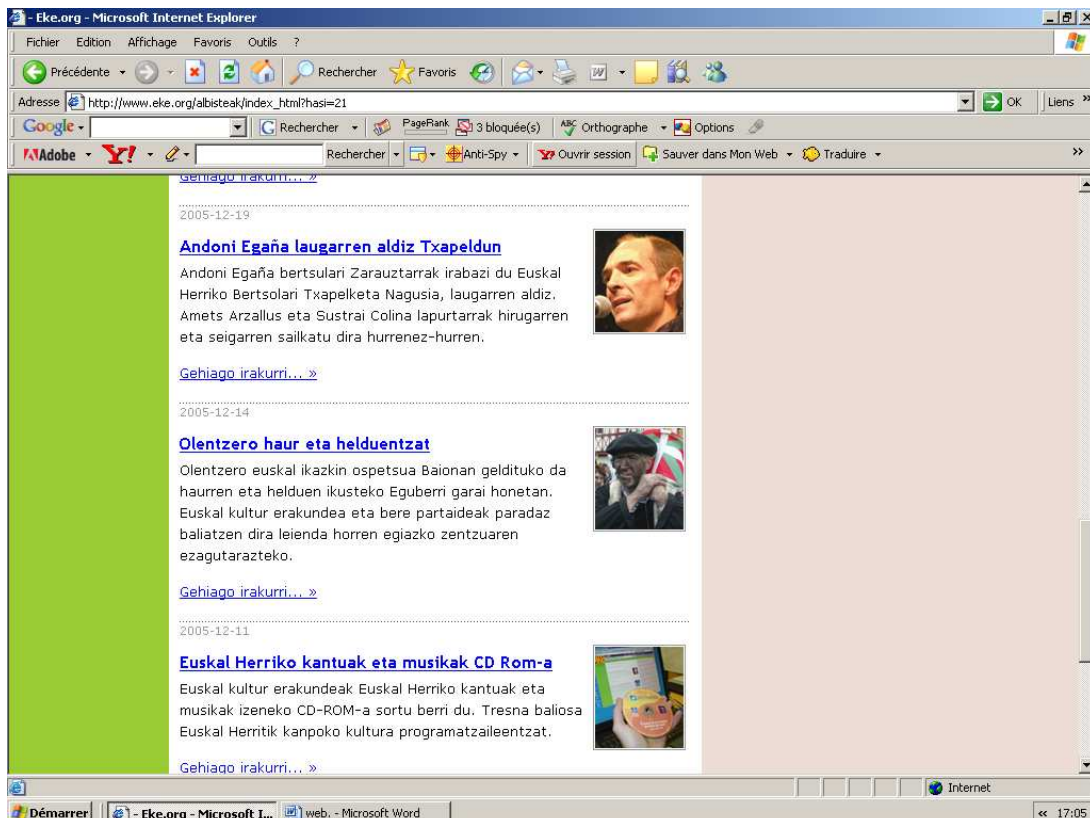 - Eke.org - Microsoft Internet Explorer
Fichier Edition Affichage Favoris Outils ?
Précédente Rechercher Favoris
Adresse http://www.eke.org/albisteak/index_html?hasi=21 OK Liens »
Google Rechercher PageRank 3 bloquée(s) ABC Orthographe Options
Adobe Y! Rechercher Anti-Spy Y! Ouvrir session Sauver dans Mon Web Traduire »
Gehiago irakurri... »
2005-12-19
Andoni Egaña laugarren aldiz Txapeldun
Andoni Egaña bertsulari Zarauztarrak irabazi du Euskal
Herriko Bertsolari Txapelketa Nagusia, laugarren aldiz.
Amets Arzallus eta Sustrai Colina lapurtarrak hirugarren
eta seigarren sailkatu dira hurrenez-hurren.
Gehiago irakurri... »
2005-12-14
Olentzero haur eta helduentzat
Olentzero euskal ikazkin ospetsua Baionan geldituko da
haurren eta helduen ikusteko Eguberri garai honetan.
Euskal kultur erakundea eta bere partaideak paradaz
baliatzen dira leienda horren egiazko zentzuaren
ezagutarazteko.
Gehiago irakurri... »
2005-12-11
Euskal Herriko kantuak eta musikak CD Rom-a
Euskal kultur erakundeak Euskal Herriko kantuak eta
musikak izeneko CD-ROM-a sortu berri du. Tresna baliosa
Euskal Herritik kanpoko kultura programatzaileentzat.
Gehiago irakurri... »
Internet
Démarrer - Eke.org - Microsoft I... web. - Microsoft Word « 17:05